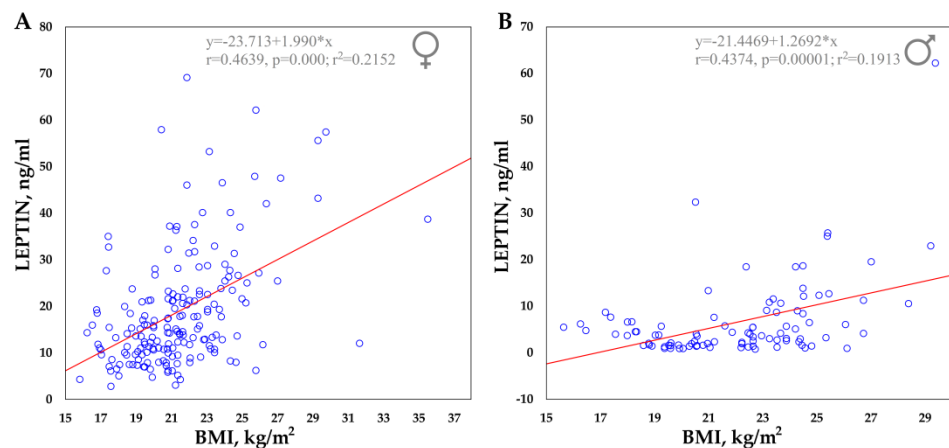 A
B
y=-23.713+1.990*x
r=0.4639, p=0.000; r²=0.2152
y=-21.4469+1.2692*x
r=0.4374, p=0.00001; r²=0.1913
LEPTIN, ng/ml
80
70
60
50
40
30
20
10
0
15 17 19 21 23 25 27 29 31 33 35 37
BMI, kg/m²
LEPTIN, ng/ml
70
60
50
40
30
20
10
0
-10
15 17 19 21 23 25 27 29
BMI, kg/m²